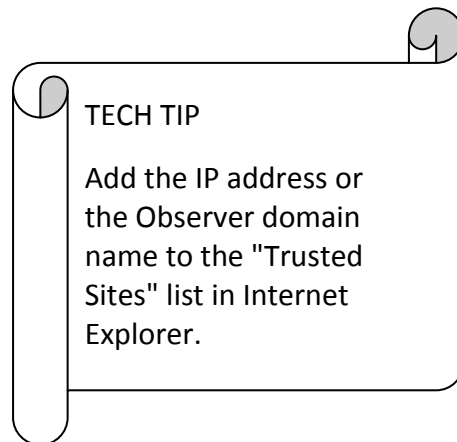 TECH TIP
Add the IP address or
the Observer domain
name to the "Trusted
Sites" list in Internet
Explorer.